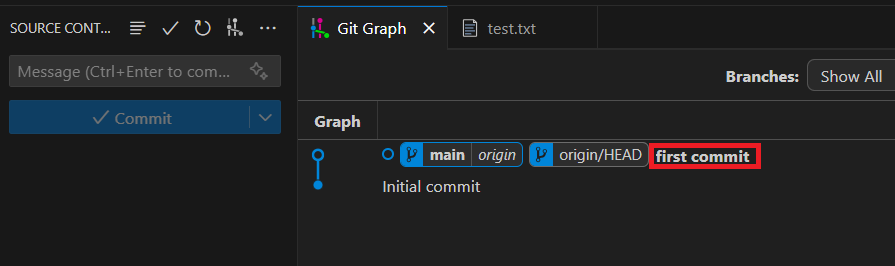 SOURCE CONT...
Message (Ctrl+Enter to com...
Commit
Git Graph
test.txt
Branches: Show All
Graph
main origin origin/HEAD first commit
Initial commit